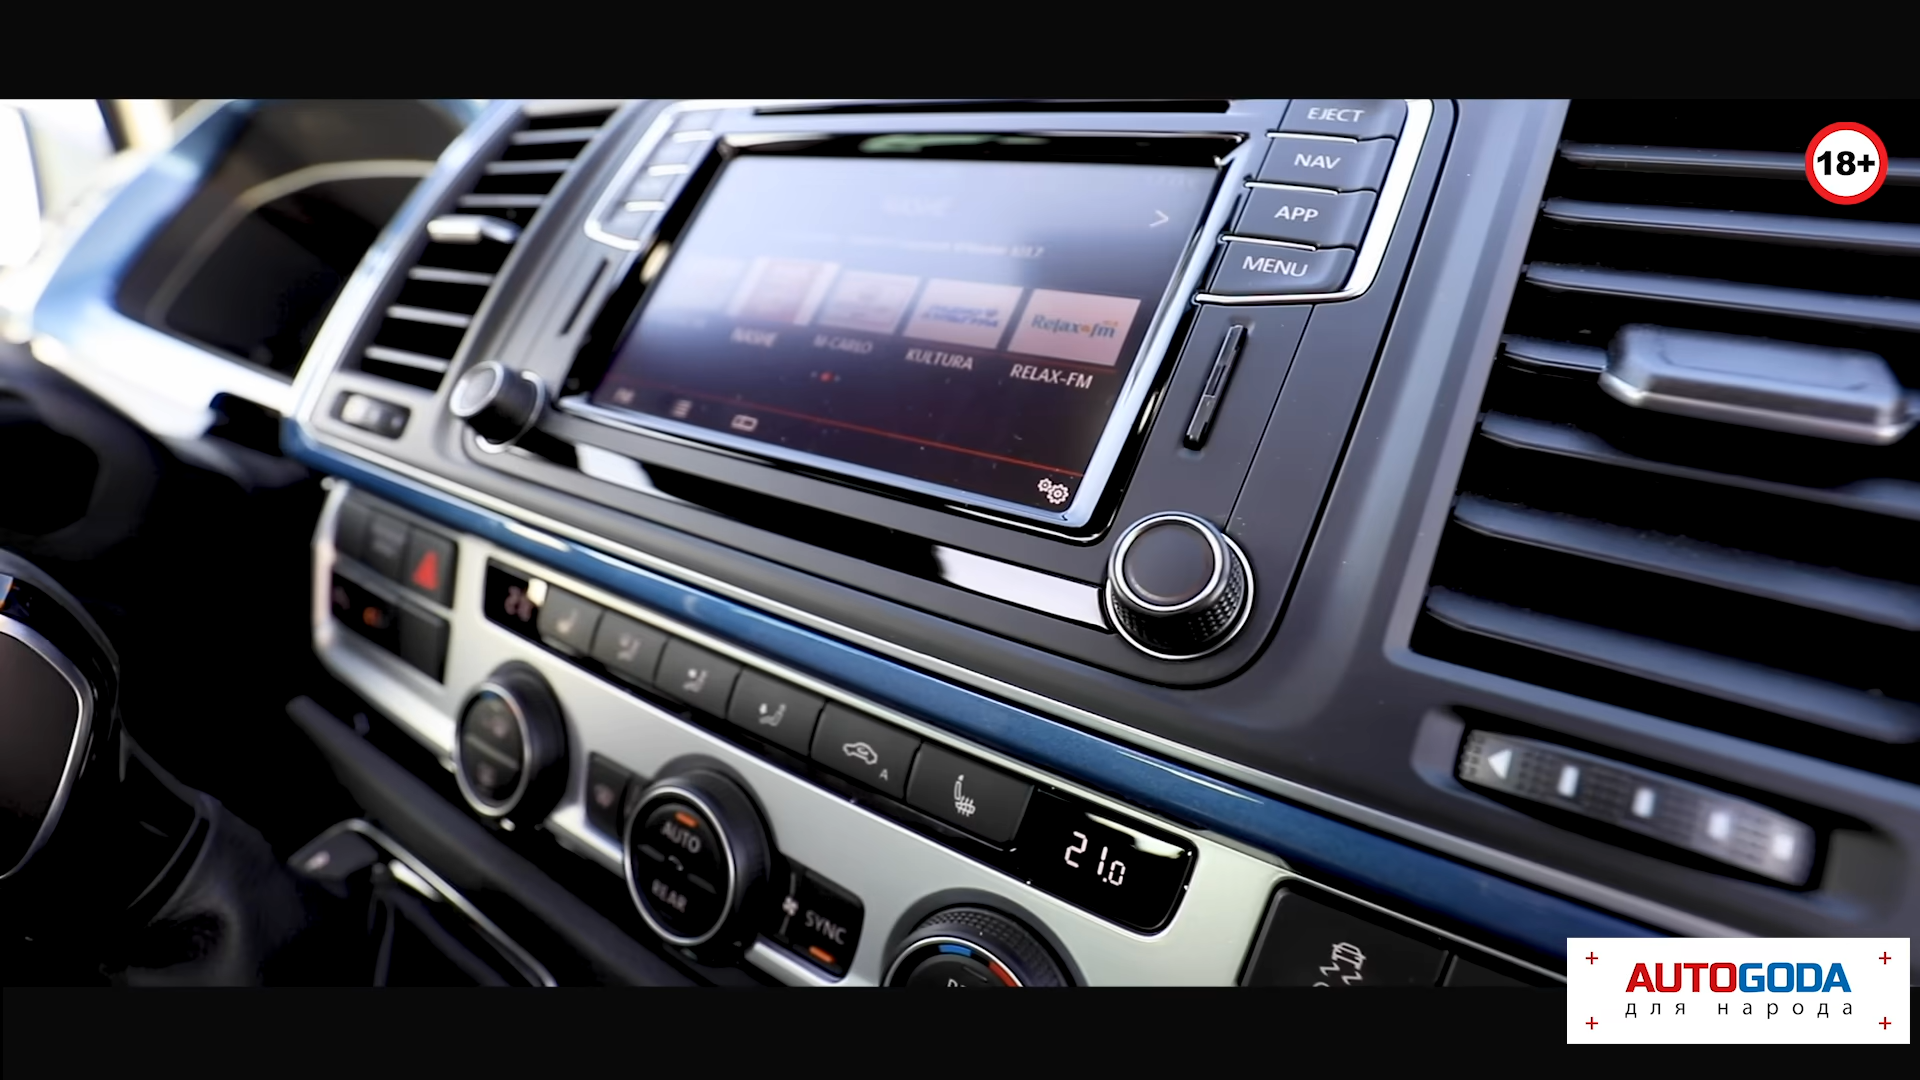 EJECT
NAV
APP
MENU
18+
Relax-fm
NASHE
M-CARLO
KULTURA
RELAX-FM
A
21.0
AUTO
REAR
SYNC
AUTOGODA
для народа